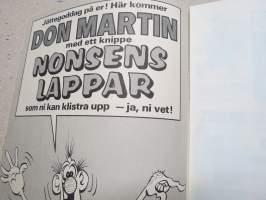 Jättegoddag på er! Här kommer
DON MARTIN
med ett knippe
NONSENS
LAPPAR
som ni kan klistra upp — ja, ni vet!